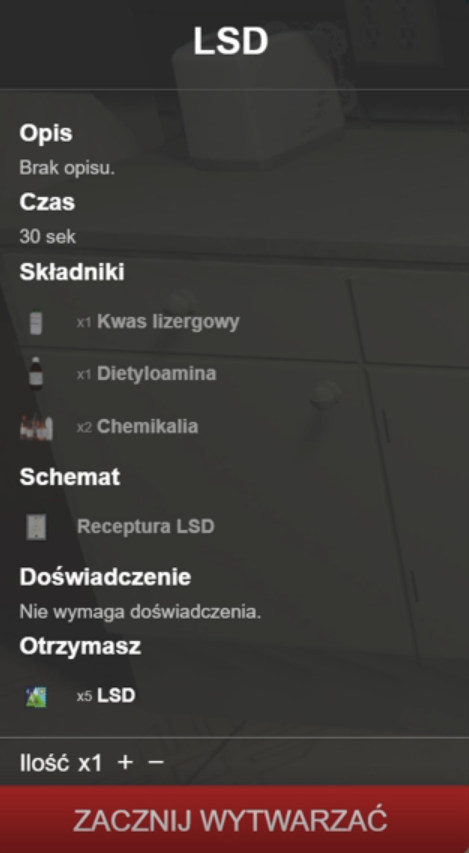 LSD
Opis
Brak opisu.
Czas
30 sek
Składniki
x1 Kwas lizergowy
x1 Dietyloamina
x2 Chemikalia
Schemat
Receptura LSD
Doświadczenie
Nie wymaga doświadczenia.
Otrzymasz
x5 LSD
Ilość x1 + −
ZACZNIJ WYTWARZAĆ